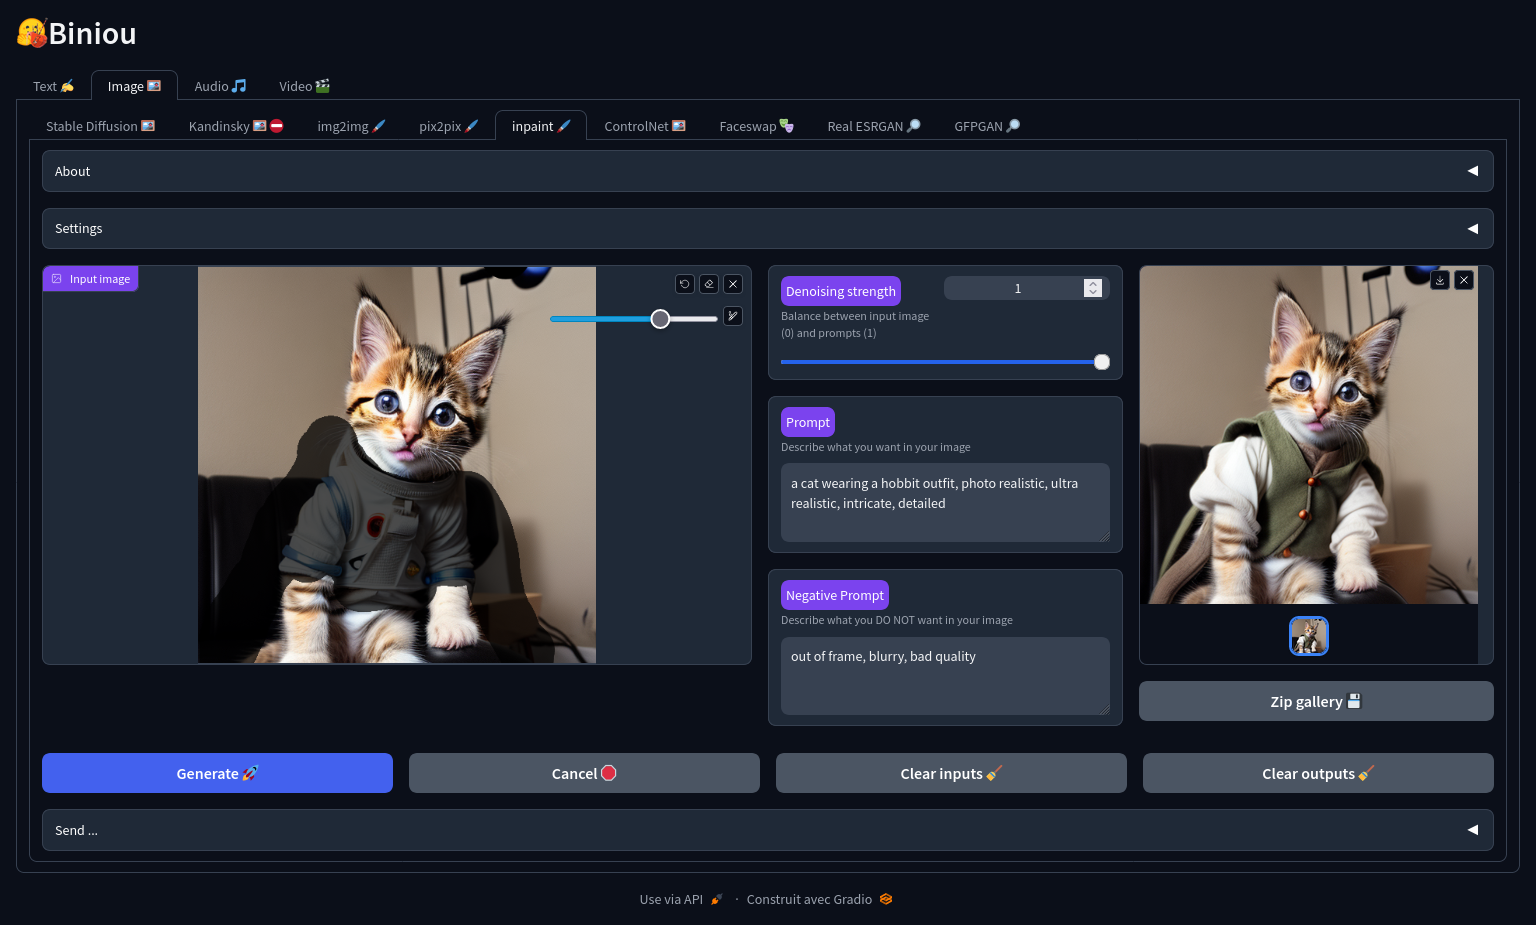 Biniou
Text Image Audio Video
Stable Diffusion Kandinsky img2img pix2pix inpaint ControlNet Faceswap Real ESRGAN GFPGAN
About
Settings
Input image
Denoising strength
1
Balance between input image
(0) and prompts (1)
Prompt
Describe what you want in your image
a cat wearing a hobbit outfit, photo realistic, ultra
realistic, intricate, detailed
Negative Prompt
Describe what you DO NOT want in your image
out of frame, blurry, bad quality
Zip gallery
Generate Cancel Clear inputs Clear outputs
Send ...
Use via API · Construit avec Gradio